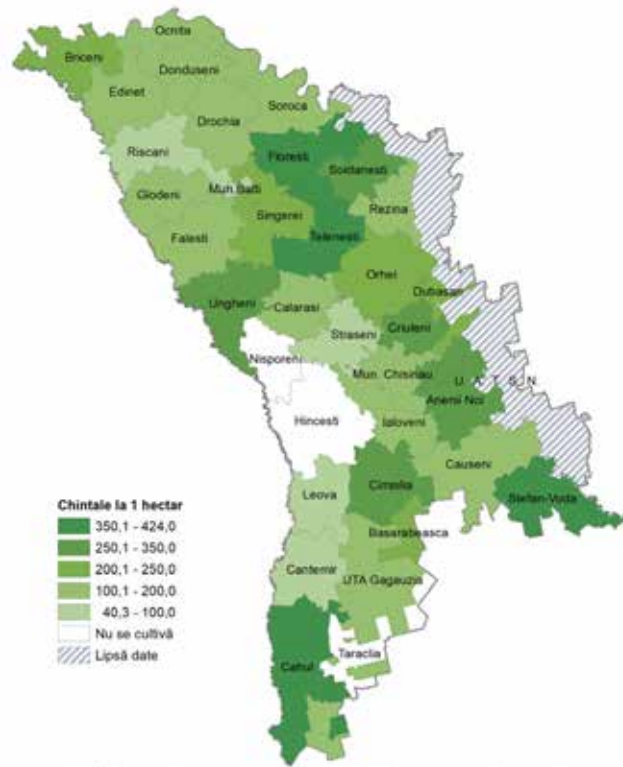 Ocnita
Briceni
Donduseni
Edinet
Soroca
Drochia
Riscani
Floresti
Soldanesti
Mun.Balti
Glodeni
Singerei
Rezina
Falesti
Telenesti
Orhei
Dubasari
Ungheni
Calarasi
Straseni
Criuleni
Nisporeni
Mun. Chisinau
U A T S N
Anenii Noi
Hincesti
Ialoveni
Causeni
Cimislia
Leova
Stefan-Voda
Basarabeasca
Cantemir
UTA Gagauzia
Taraclia
Cahul
Chintale la 1 hectar
350,1 - 424,0
250,1 - 350,0
200,1 - 250,0
100,1 - 200,0
40,3 - 100,0
Nu se cultivă
Lipsă date